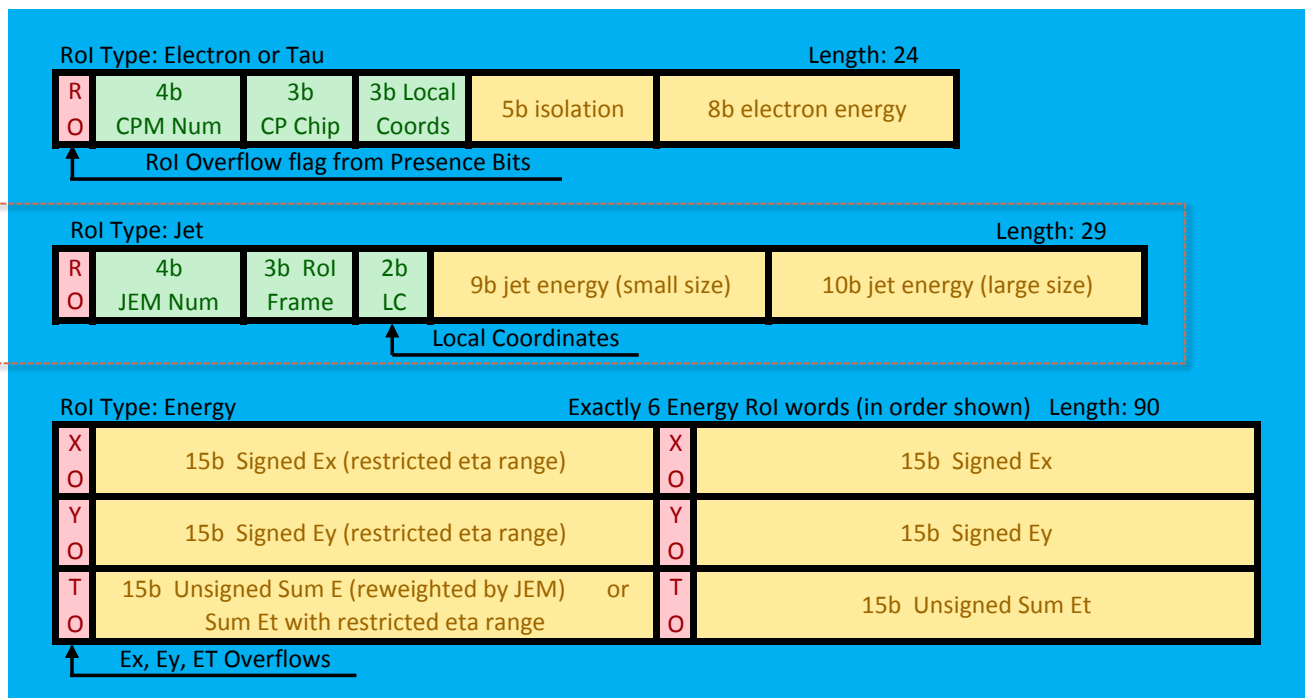 RoI Type: Electron or Tau Length: 24
R
O
4b
CPM Num
3b
CP Chip
3b Local
Coords
5b isolation
8b electron energy
RoI Overflow flag from Presence Bits
RoI Type: Jet Length: 29
R
O
4b
JEM Num
3b RoI
Frame
2b
LC
9b jet energy (small size)
10b jet energy (large size)
Local Coordinates
RoI Type: Energy Exactly 6 Energy RoI words (in order shown) Length: 90
X
O
15b Signed Ex (restricted eta range)
X
O
15b Signed Ex
Y
O
15b Signed Ey (restricted eta range)
Y
O
15b Signed Ey
T
O
15b Unsigned Sum E (reweighted by JEM) or
Sum Et with restricted eta range
T
O
15b Unsigned Sum Et
Ex, Ey, ET Overflows